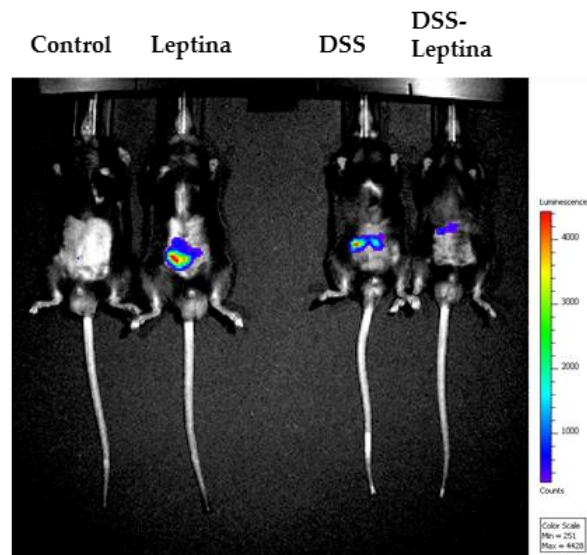 Control
Leptina
DSS
DSS-
Leptina
Luminescence
4000
3000
2000
1000
Counts
Color Scale
Min = 251
Max = 4428